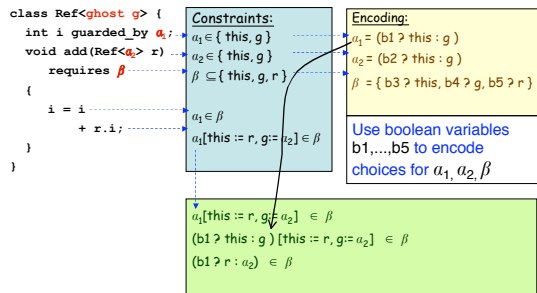 class Ref<ghost g> {
int i guarded_by α₁;
void add(Ref<α₂> r)
requires β
{
i = i
+ r.i;
}
}
Constraints:
α₁ ∈ { this, g }
α₂ ∈ { this, g }
β ⊆ { this, g, r }
α₁ ∈ β
α₁[this := r, g:= α₂] ∈ β
Encoding:
α₁ = (b1 ? this : g )
α₂ = (b2 ? this : g )
β = { b3 ? this, b4 ? g, b5 ? r }
Use boolean variables
b1,...,b5 to encode
choices for α₁, α₂, β
α₁[this := r, g:= α₂] ∈ β
(b1 ? this : g ) [this := r, g:= α₂] ∈ β
(b1 ? r : α₂) ∈ β